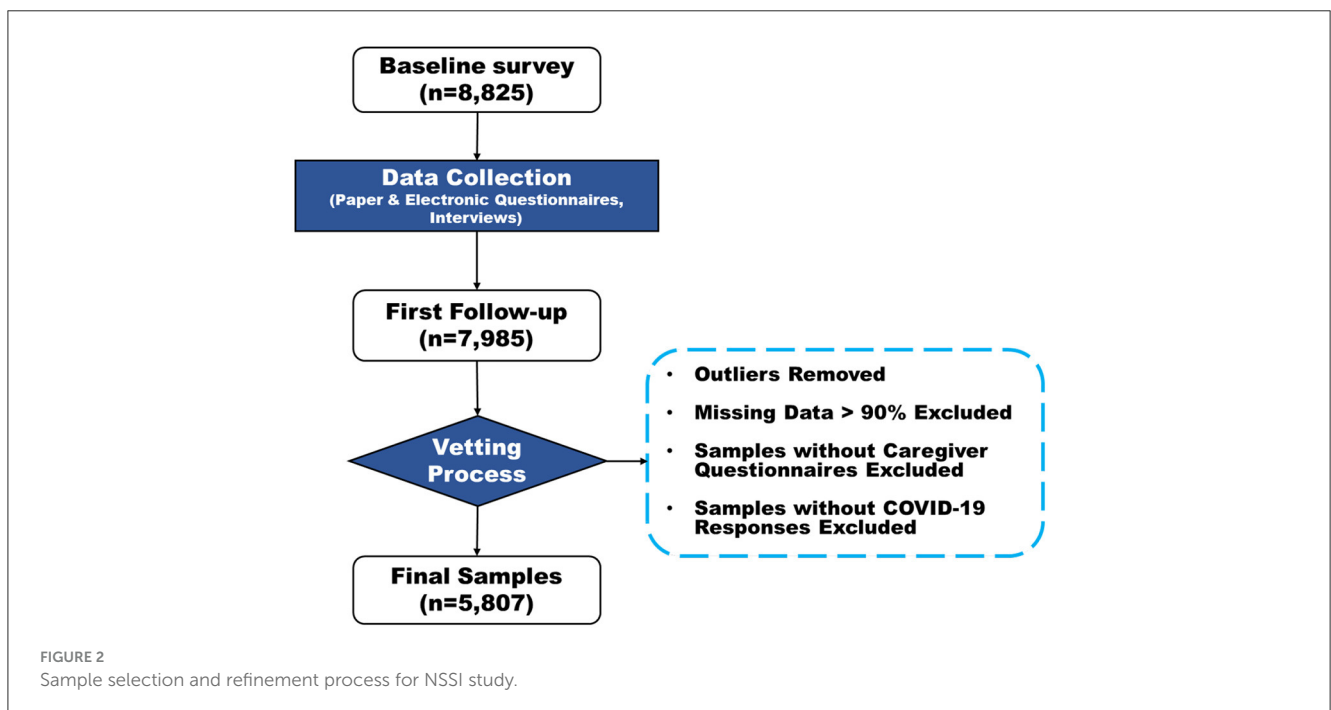 Baseline survey
(n=8,825)
Data Collection
(Paper & Electronic Questionnaires,
Interviews)
First Follow-up
(n=7,985)
Vetting
Process
• Outliers Removed
• Missing Data > 90% Excluded
• Samples without Caregiver
Questionnaires Excluded
• Samples without COVID-19
Responses Excluded
Final Samples
(n=5,807)
FIGURE 2
Sample selection and refinement process for NSSI study.